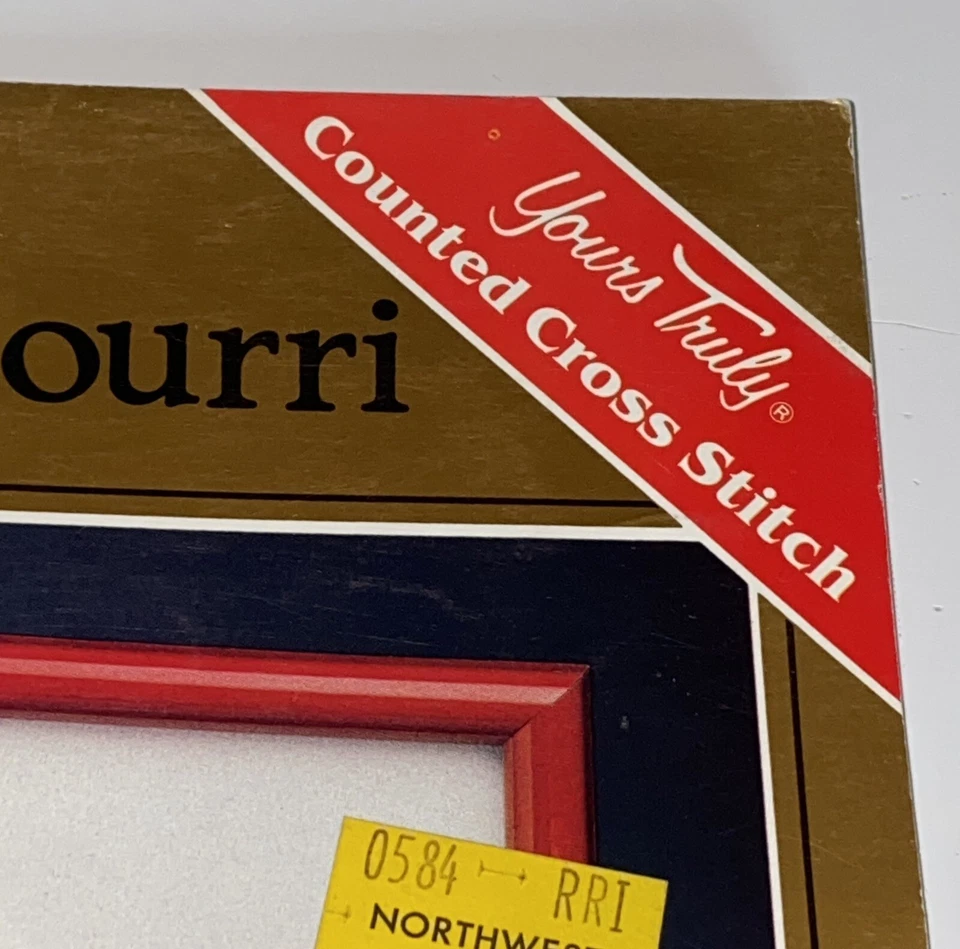 Yours Truly®
Counted Cross Stitch
ourri
0584 RRI